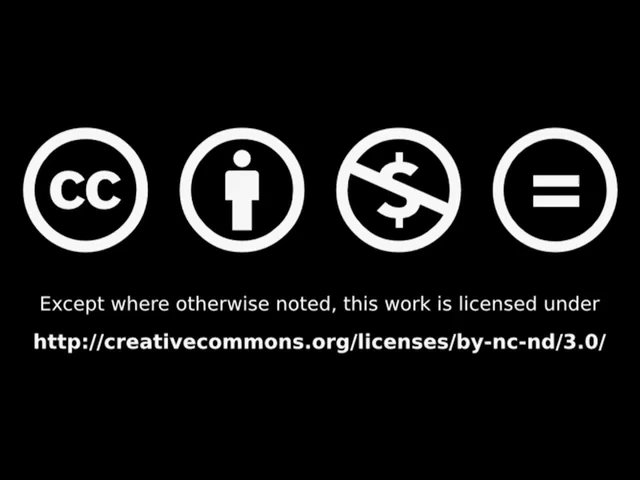 cc
$
=
Except where otherwise noted, this work is licensed under
http://creativecommons.org/licenses/by-nc-nd/3.0/